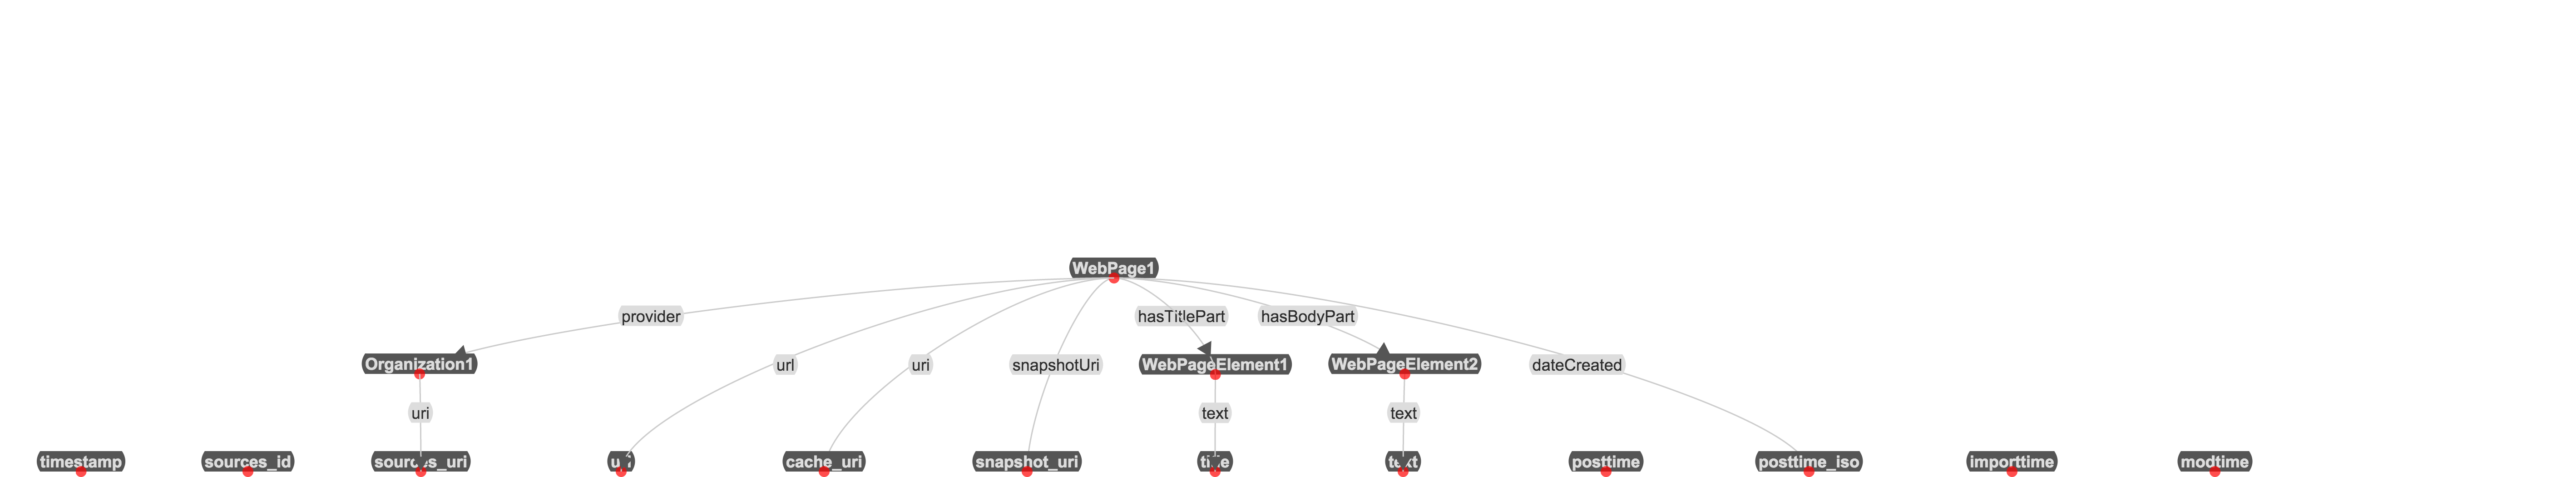 WebPage1
provider
hasTitlePart
hasBodyPart
Organization1
url
uri
snapshotUri
WebPageElement1
WebPageElement2
dateCreated
uri
text
text
timestamp
sources_id
sources_uri
cache_uri
snapshot_uri
title
text
posttime
posttime_iso
importtime
modtime